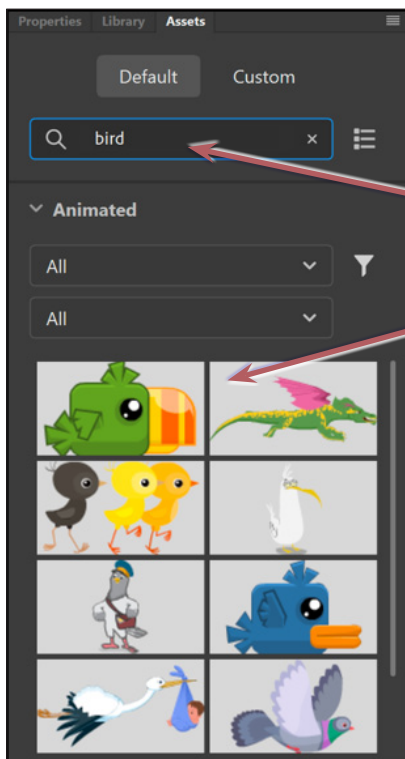 Properties Library Assets
Default Custom
bird ×
Animated
All
All